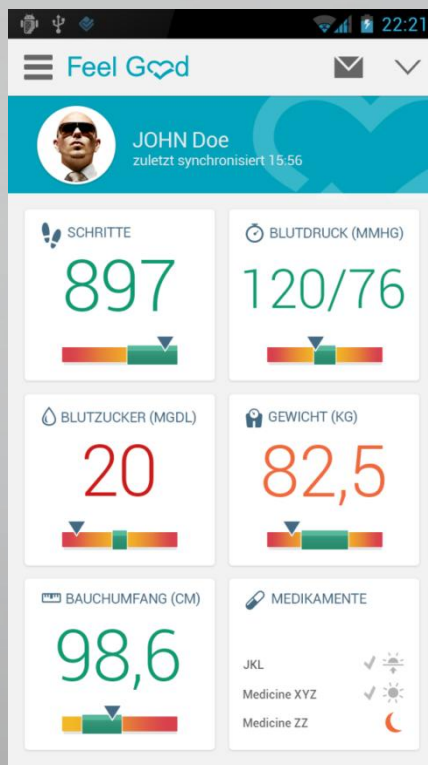 22:21
Feel Good
JOHN Doe
zuletzt synchronisiert 15:56
SCHRITTE
897
BLUTDRUCK (MMHG)
120/76
BLUTZUCKER (MGDL)
20
GEWICHT (KG)
82,5
BAUCHUMFANG (CM)
98,6
MEDIKAMENTE
JKL
Medicine XYZ
Medicine ZZ